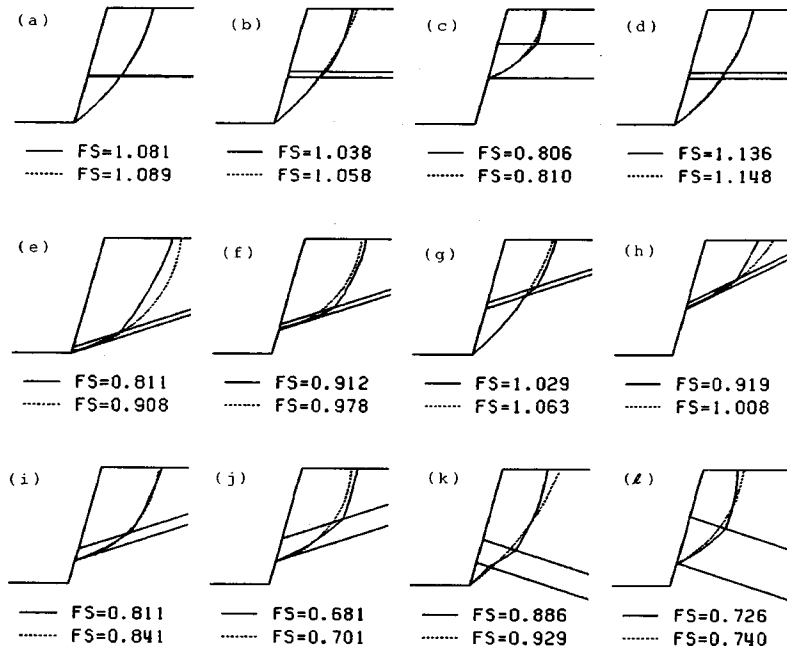 (a) (b) (c) (d)
FS=1.081 FS=1.038 FS=0.806 FS=1.136
FS=1.089 FS=1.058 FS=0.810 FS=1.148
(e) (f) (g) (h)
FS=0.811 FS=0.912 FS=1.029 FS=0.919
FS=0.908 FS=0.978 FS=1.063 FS=1.008
(i) (j) (k) (ℓ)
FS=0.811 FS=0.681 FS=0.886 FS=0.726
FS=0.841 FS=0.701 FS=0.929 FS=0.740